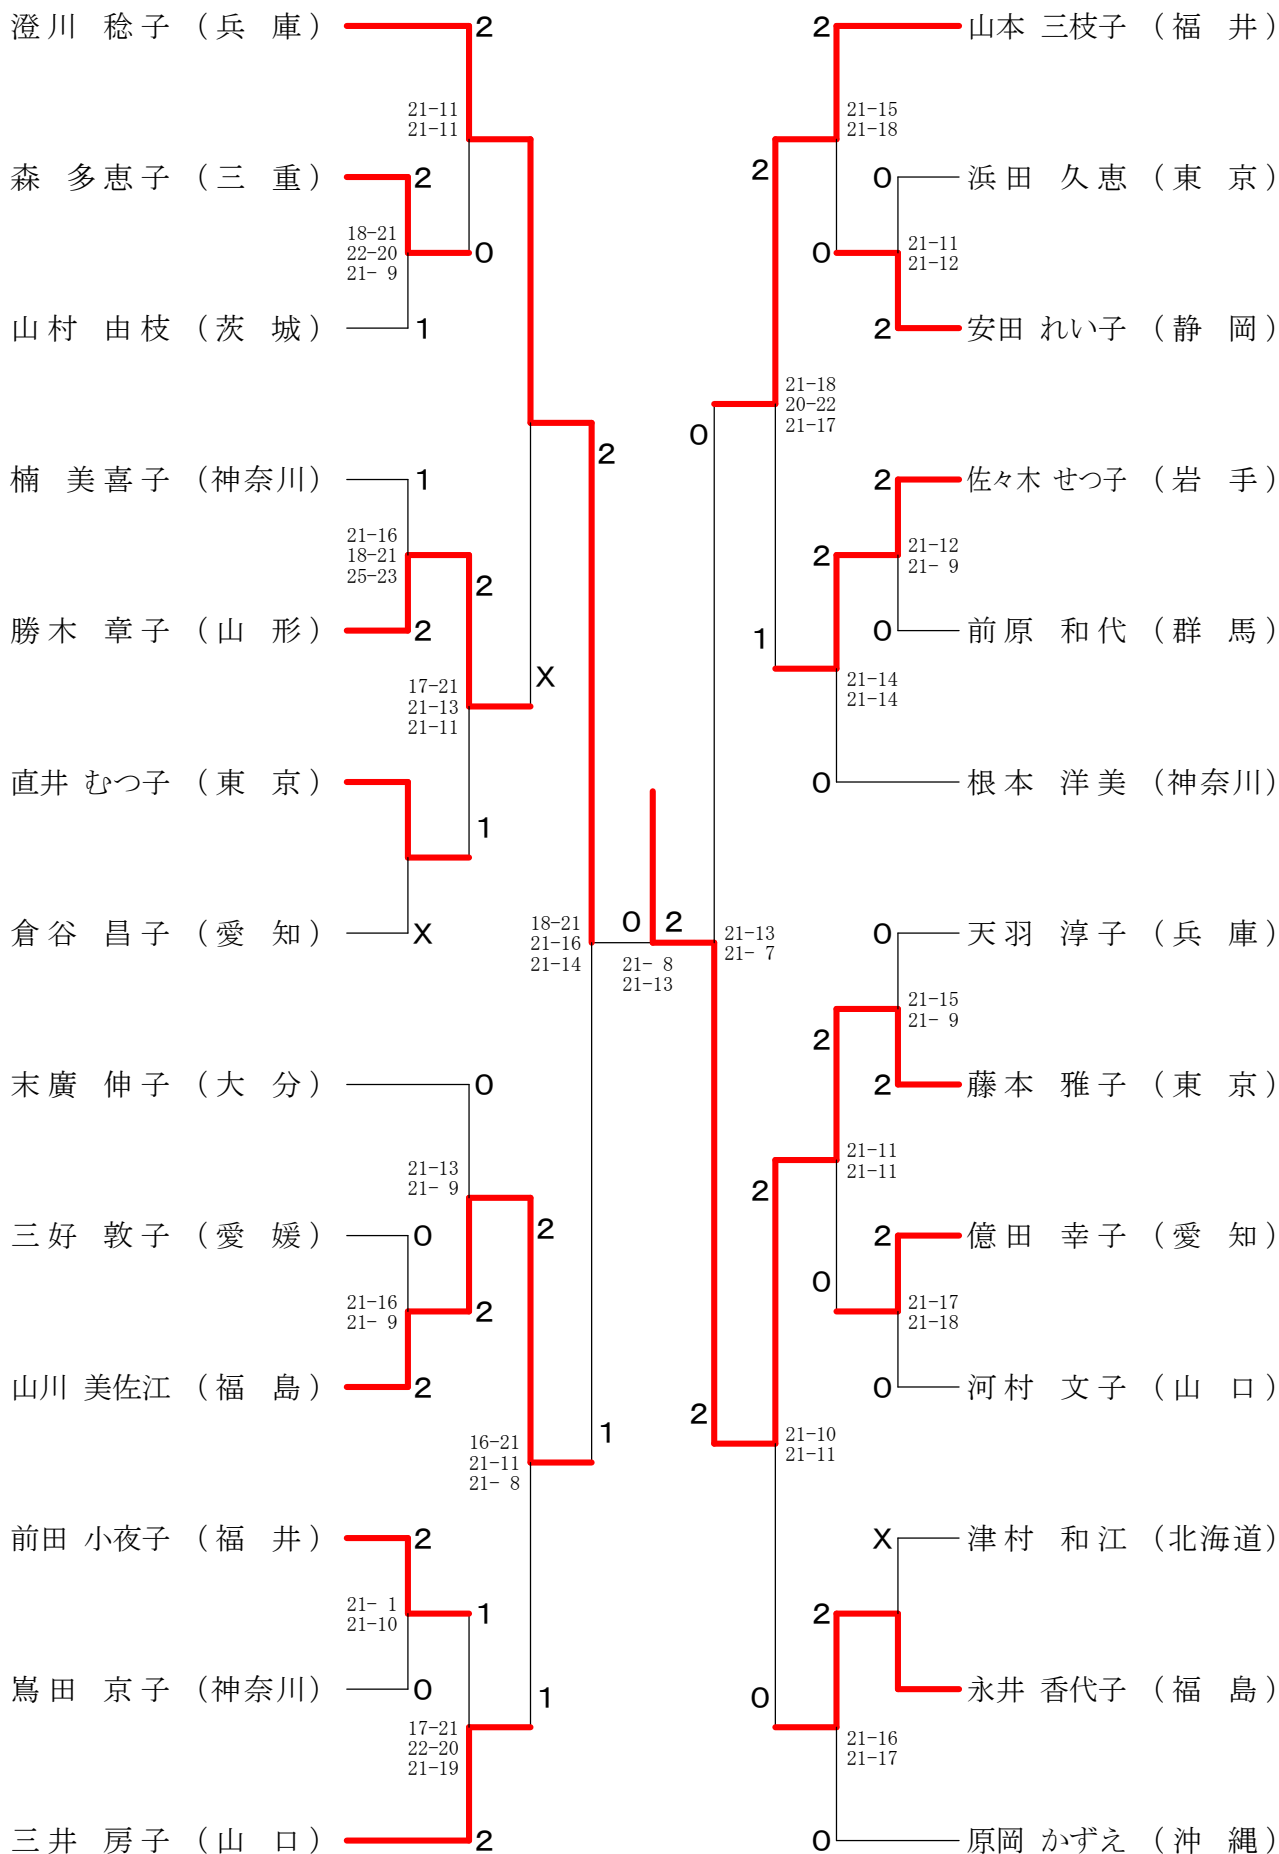 澄川 稔子 (兵 庫) 2
2 山本 三枝子 (福 井)
21-11
21-11
21-15
21-18
森 多恵子 (三 重) 2
2
0 浜田 久恵 (東 京)
18-21
22-20
21- 9
0
0
21-11
21-12
山村 由枝 (茨 城) 1
2 安田 れい子 (静 岡)
21-18
20-22
21-17
2
0
楠 美喜子 (神奈川) 1
2 佐々木 せつ子 (岩 手)
21-16
18-21
25-23
2
2
21-12
21- 9
勝木 章子 (山 形) 2
1
0 前原 和代 (群 馬)
X
17-21
21-13
21-11
21-14
21-14
直井 むつ子 (東 京)
0 根本 洋美 (神奈川)
1
倉谷 昌子 (愛 知) X
18-21
21-16
21-14
0 2
21- 8
21-13
21-13
21- 7
0 天羽 淳子 (兵 庫)
21-15
21- 9
2
末廣 伸子 (大 分) 0
2 藤本 雅子 (東 京)
21-13
21- 9
21-11
21-11
2
三好 敦子 (愛 媛) 0
2
2 億田 幸子 (愛 知)
21-16
21- 9
2
0
21-17
21-18
山川 美佐江 (福 島) 2
0 河村 文子 (山 口)
2
1
16-21
21-11
21- 8
21-10
21-11
前田 小夜子 (福 井) 2
X 津村 和江 (北海道)
21- 1
21-10
1
2
嶌田 京子 (神奈川) 0
1
0
永井 香代子 (福 島)
17-21
22-20
21-19
21-16
21-17
三井 房子 (山 口) 2
0 原岡 かずえ (沖 縄)